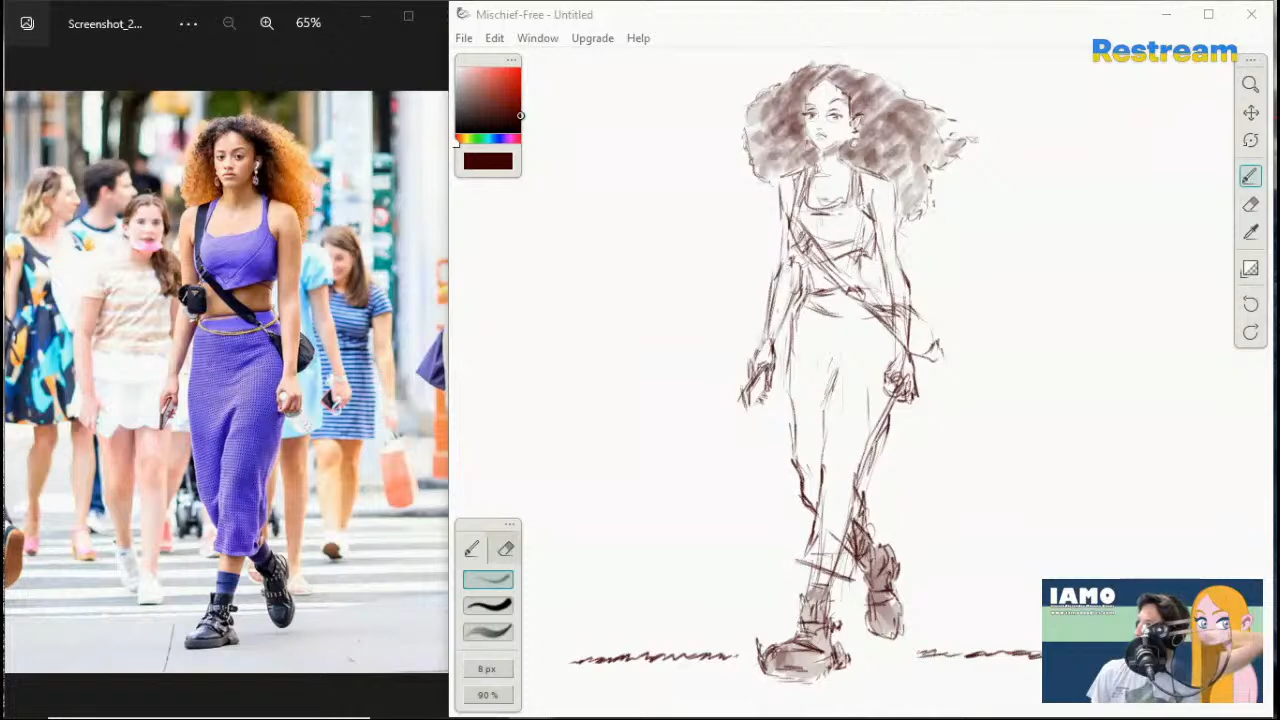 Screenshot_2...
65%
Mischief-Free - Untitled
File Edit Window Upgrade Help
Restream
8 px
90 %
IAMO